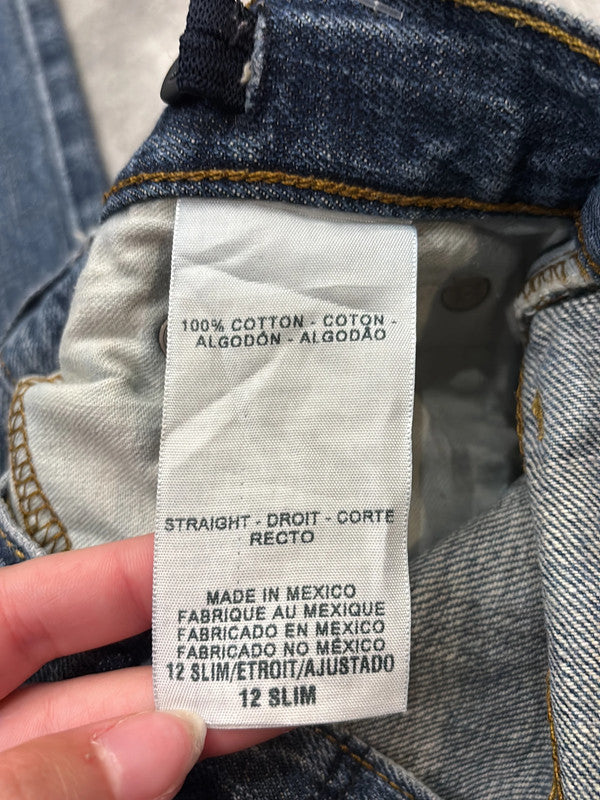 100% COTTON - COTON -
ALGODÓN - ALGODÃO
STRAIGHT - DROIT - CORTE
RECTO
MADE IN MEXICO
FABRIQUE AU MEXIQUE
FABRICADO EN MÉXICO
FABRICADO NO MÉXICO
12 SLIM/ETROIT/AJUSTADO
12 SLIM